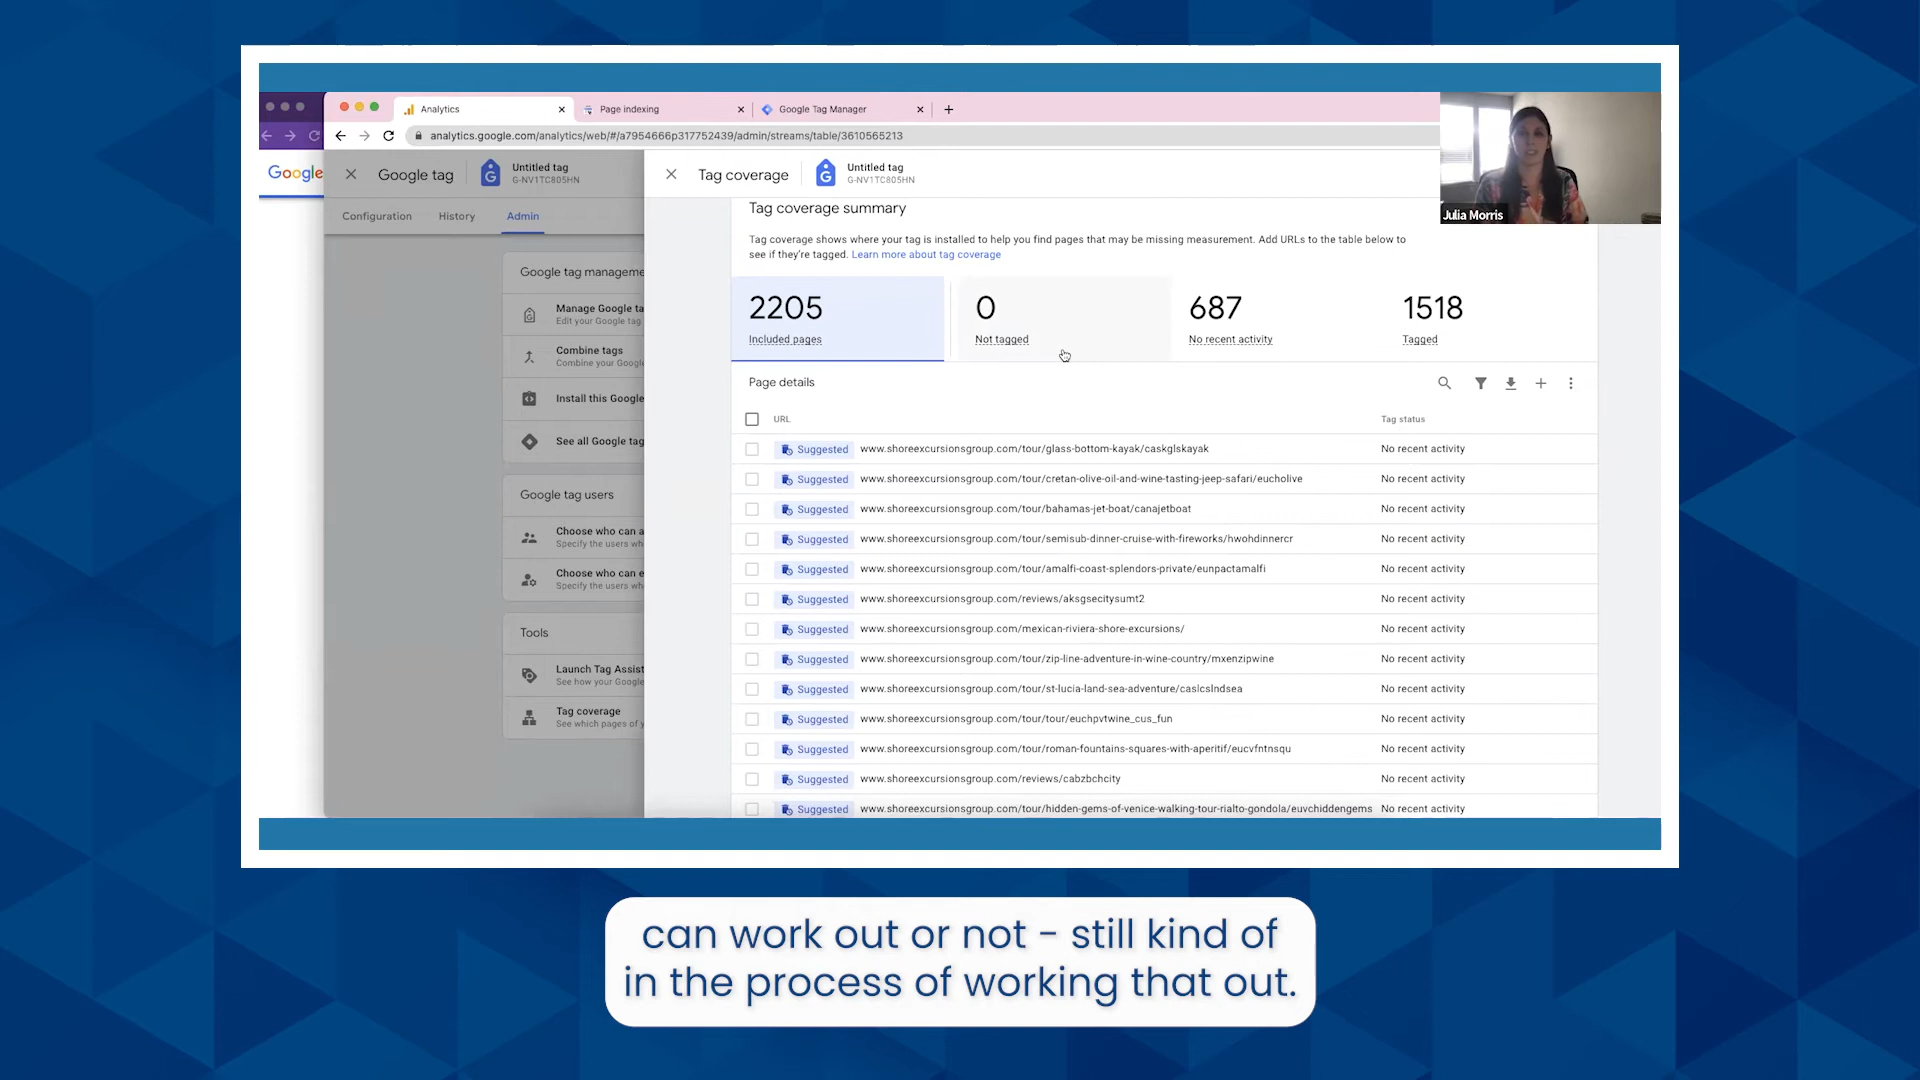 Analytics
Page indexing
Google Tag Manager
analytics.google.com/analytics/web/#/a7954666p317752439/admin/streams/table/3610565213
Google
Google tag
Untitled tag
G-NV1TC805HN
Configuration
History
Admin
Google tag manageme
Manage Google ta
Edit your Google tag
Combine tags
Combine your Google
Install this Google
See all Google tag
Google tag users
Choose who can a
Specify the users wh
Choose who can e
Specify the users wh
Tools
Launch Tag Assist
See how your Google
Tag coverage
See which pages of y
Tag coverage
Untitled tag
G-NV1TC805HN
Julia Morris
Tag coverage summary
Tag coverage shows where your tag is installed to help you find pages that may be missing measurement. Add URLs to the table below to
see if they're tagged. Learn more about tag coverage
2205
Included pages
0
Not tagged
687
No recent activity
1518
Tagged
Page details
URL Tag status
Suggested www.shoreexcursionsgroup.com/tour/glass-bottom-kayak/caskglskayak No recent activity
Suggested www.shoreexcursionsgroup.com/tour/cretan-olive-oil-and-wine-tasting-jeep-safari/eucholive No recent activity
Suggested www.shoreexcursionsgroup.com/tour/bahamas-jet-boat/canajetboat No recent activity
Suggested www.shoreexcursionsgroup.com/tour/semisub-dinner-cruise-with-fireworks/hwohdinnercr No recent activity
Suggested www.shoreexcursionsgroup.com/tour/amalfi-coast-splendors-private/eunpactamalfi No recent activity
Suggested www.shoreexcursionsgroup.com/reviews/aksgsecitysumt2 No recent activity
Suggested www.shoreexcursionsgroup.com/mexican-riviera-shore-excursions/ No recent activity
Suggested www.shoreexcursionsgroup.com/tour/zip-line-adventure-in-wine-country/mxenzipwine No recent activity
Suggested www.shoreexcursionsgroup.com/tour/st-lucia-land-sea-adventure/caslcslndsea No recent activity
Suggested www.shoreexcursionsgroup.com/tour/tour/euchpvtwine_cus_fun No recent activity
Suggested www.shoreexcursionsgroup.com/tour/roman-fountains-squares-with-aperitif/eucvfntnsqu No recent activity
Suggested www.shoreexcursionsgroup.com/reviews/cabzbchcity No recent activity
Suggested www.shoreexcursionsgroup.com/tour/hidden-gems-of-venice-walking-tour-rialto-gondola/euvchiddengems No recent activity
can work out or not - still kind of
in the process of working that out.